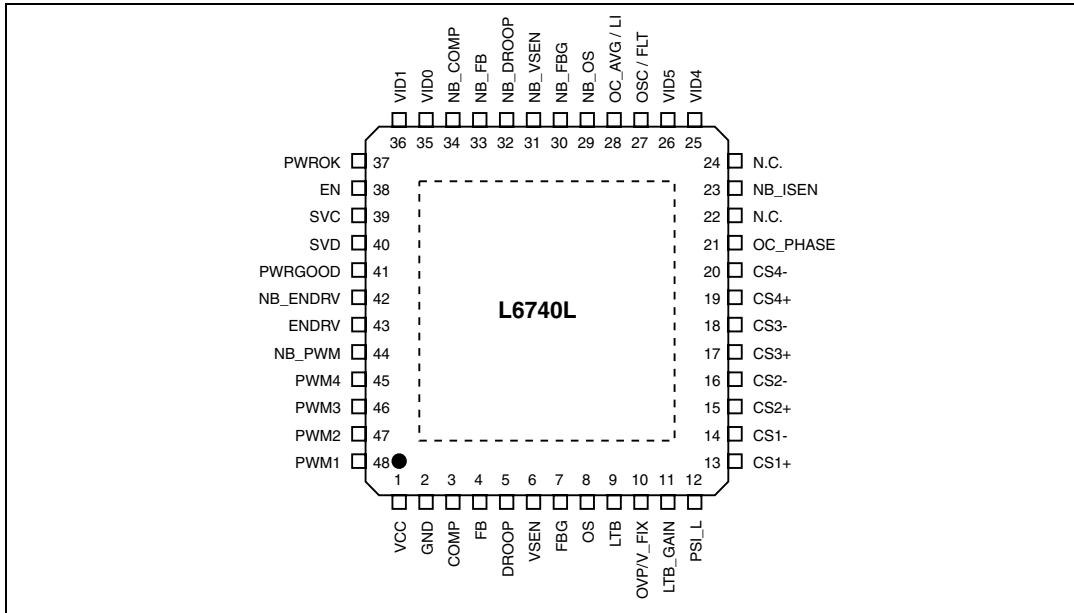 VID1
VID0
NB_COMP
NB_FB
NB_DROOP
NB_VSEN
NB_FBG
NB_OS
OC_AVG / LI
OSC / FLT
VID5
VID4
36 35 34 33 32 31 30 29 28 27 26 25
PWROK 37
EN 38
SVC 39
SVD 40
PWRGOOD 41
NB_ENDRV 42
ENDRV 43
NB_PWM 44
PWM4 45
PWM3 46
PWM2 47
PWM1 48
L6740L
24 N.C.
23 NB_ISEN
22 N.C.
21 OC_PHASE
20 CS4-
19 CS4+
18 CS3-
17 CS3+
16 CS2-
15 CS2+
14 CS1-
13 CS1+
1 2 3 4 5 6 7 8 9 10 11 12
VCC
GND
COMP
FB
DROOP
VSEN
FBG
OS
LTB
OVP/V_FIX
LTB_GAIN
PSI_L